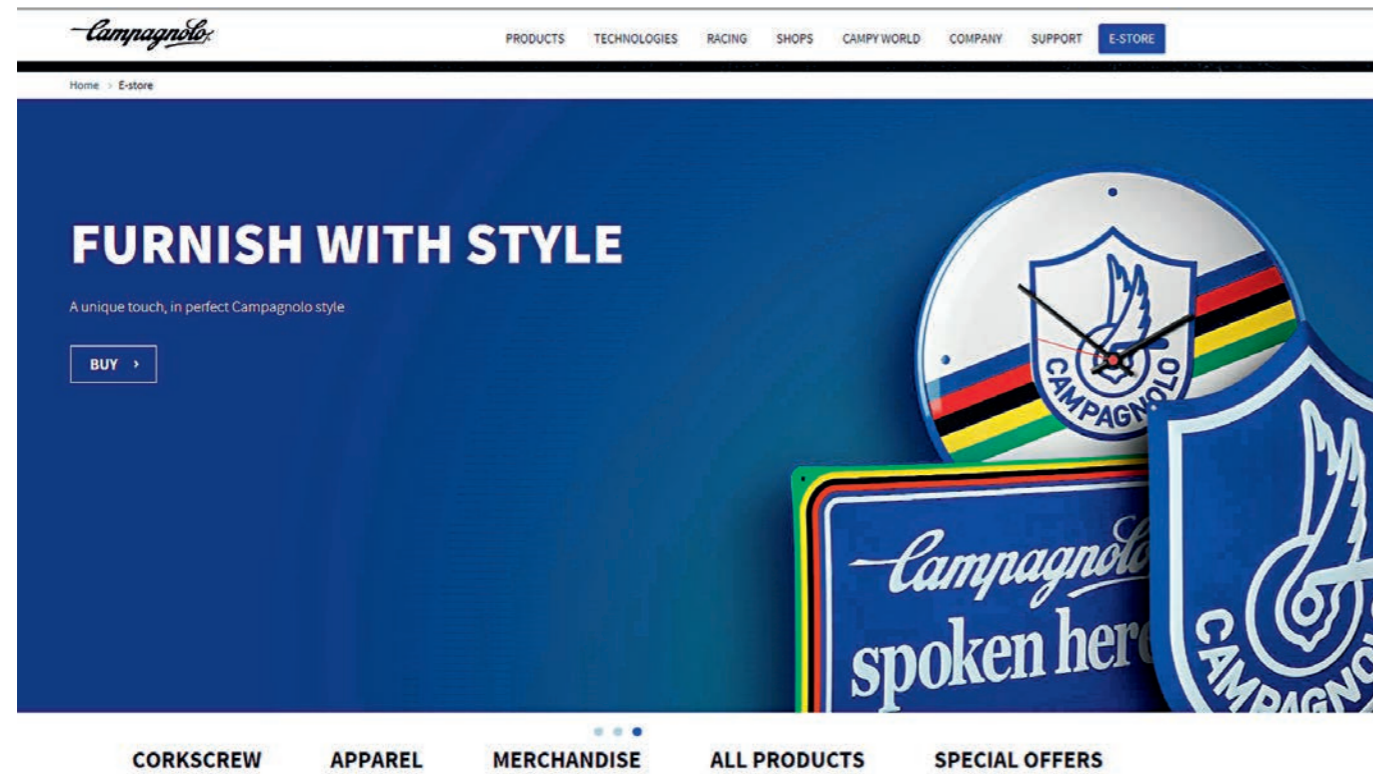 Campagnolo
PRODUCTS TECHNOLOGIES RACING SHOPS CAMPY WORLD COMPANY SUPPORT E-STORE
Home > E-store
FURNISH WITH STYLE
A unique touch, in perfect Campagnolo style
BUY >
CAMPAGNOLO
Campagnolo
spoken here
CAMPAGNOLO
CORKSCREW APPAREL MERCHANDISE ALL PRODUCTS SPECIAL OFFERS